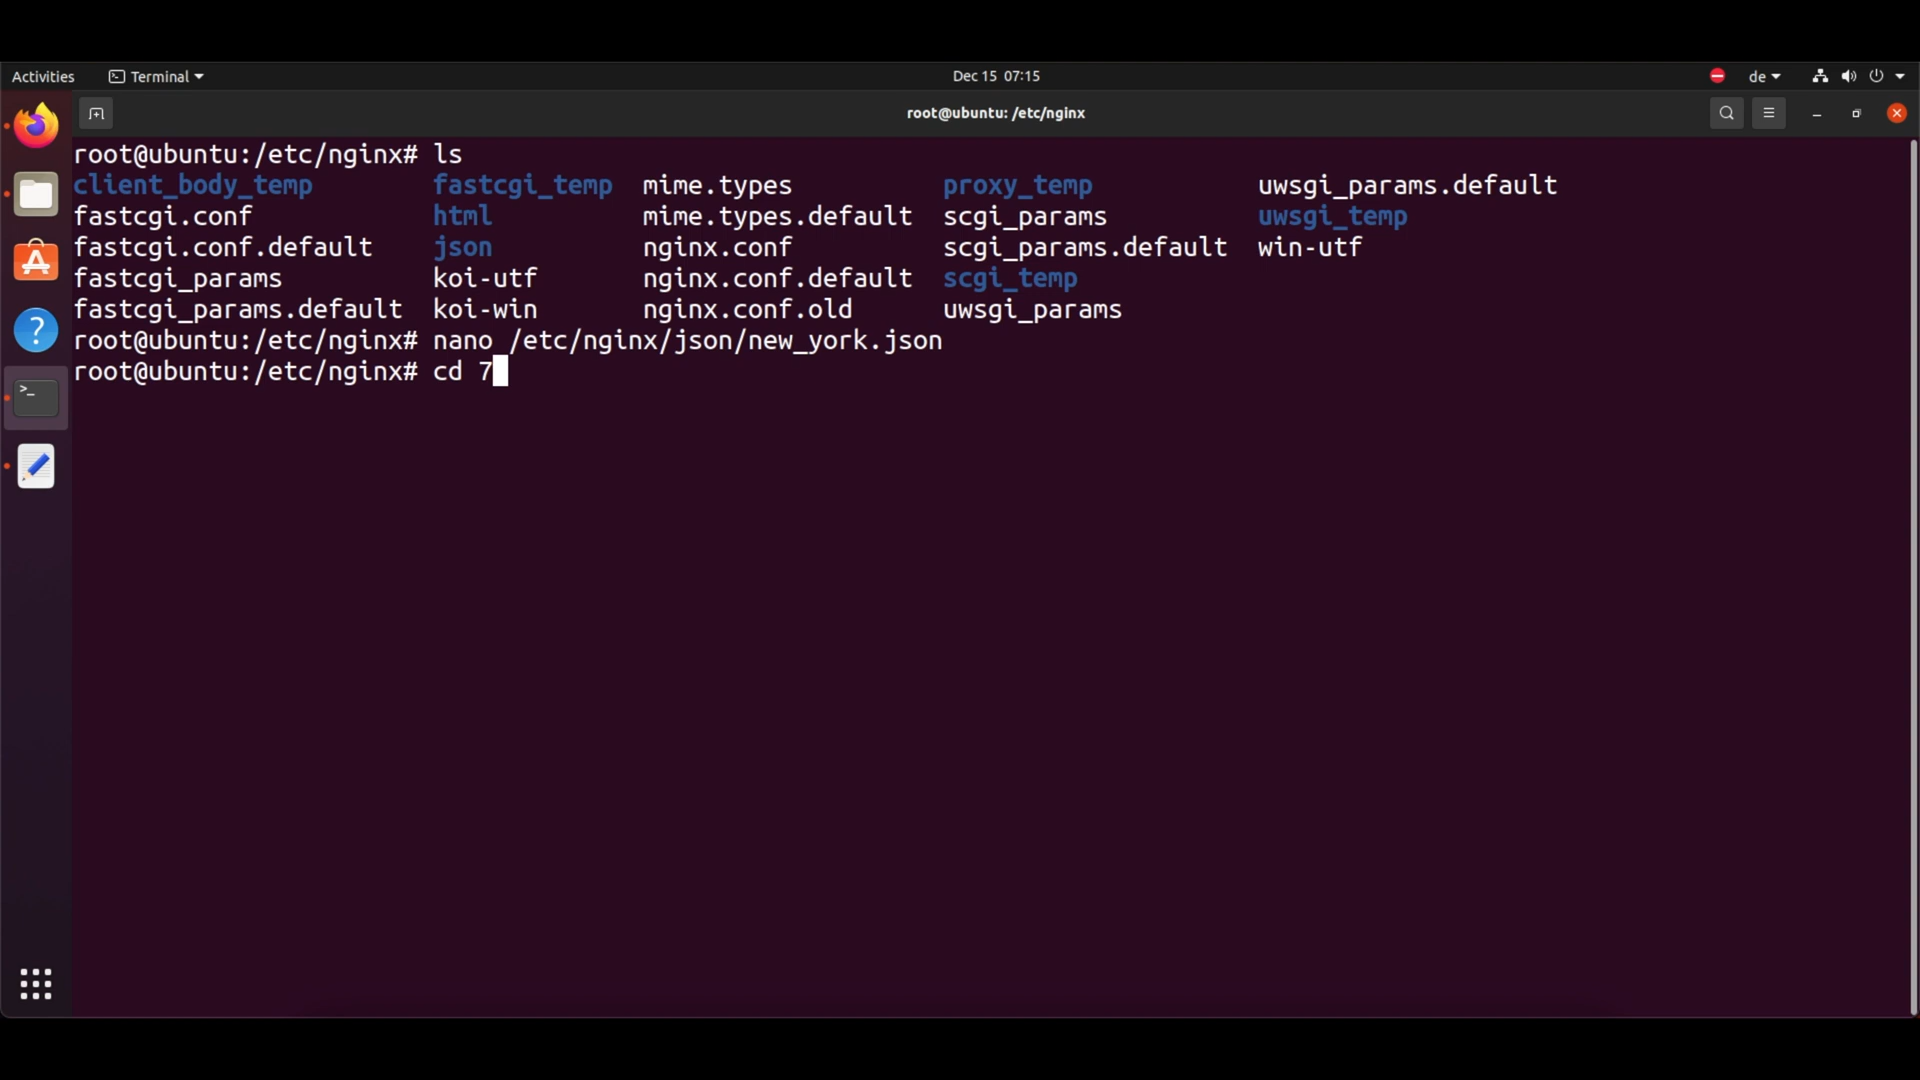 Activities Terminal Dec 15 07:15 de
root@ubuntu: /etc/nginx
root@ubuntu:/etc/nginx# ls
client_body_temp fastcgi_temp mime.types proxy_temp uwsgi_params.default
fastcgi.conf html mime.types.default scgi_params uwsgi_temp
fastcgi.conf.default json nginx.conf scgi_params.default win-utf
fastcgi_params koi-utf nginx.conf.default scgi_temp
fastcgi_params.default koi-win nginx.conf.old uwsgi_params
root@ubuntu:/etc/nginx# nano /etc/nginx/json/new_york.json
root@ubuntu:/etc/nginx# cd 7